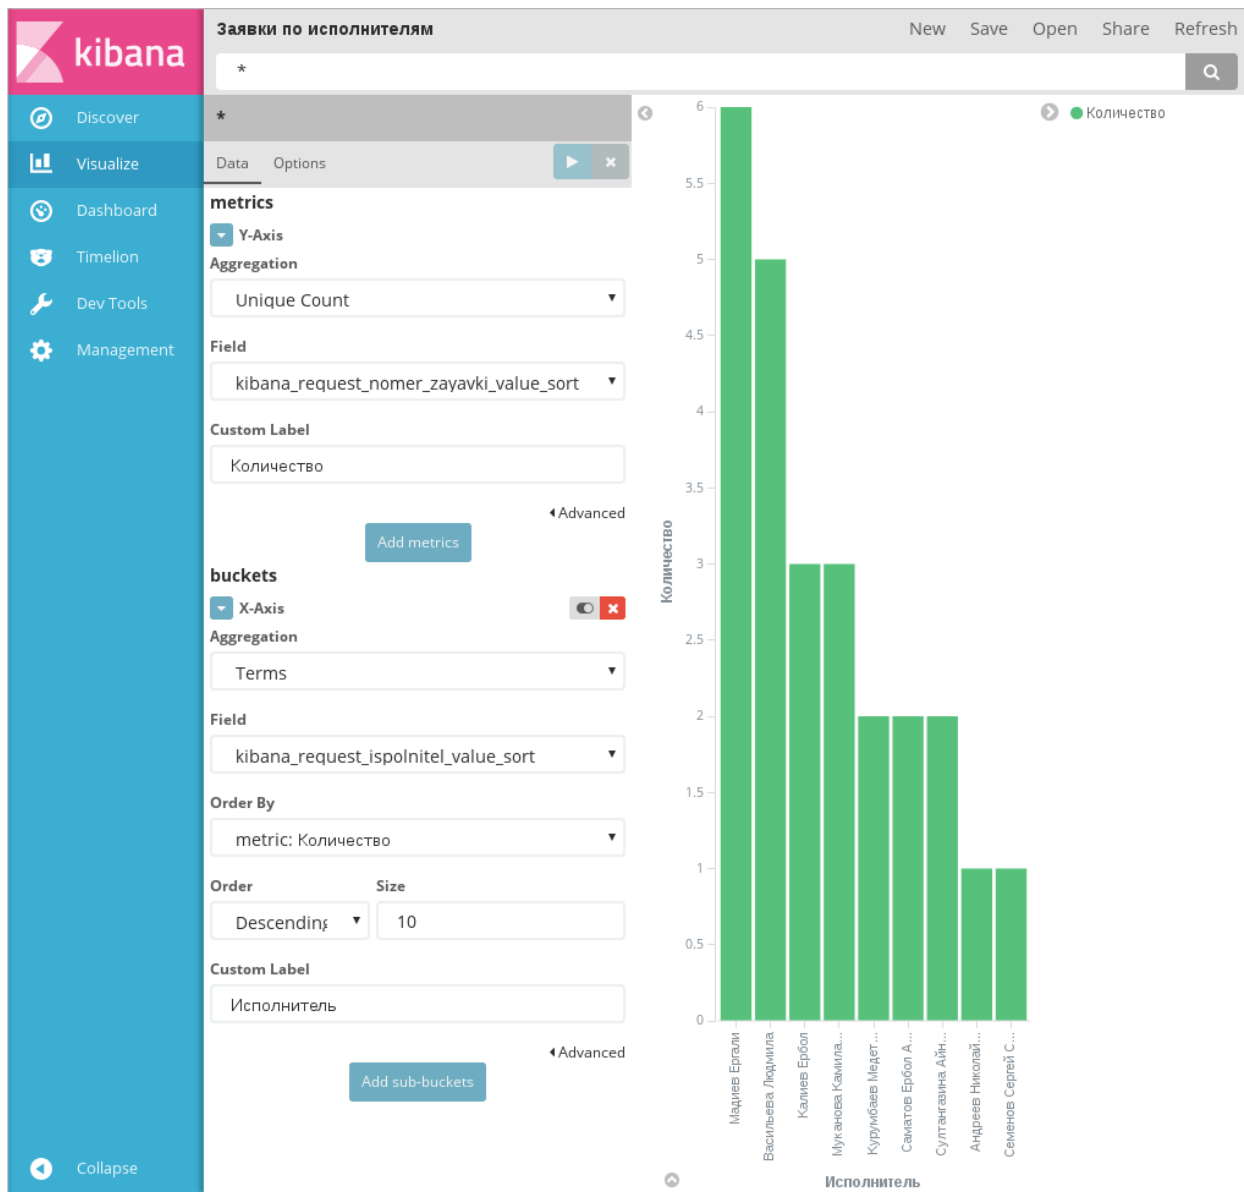 kibana
Заявки по исполнителям
New Save Open Share Refresh
*
Discover
Visualize
Dashboard
Timelion
Dev Tools
Management
Collapse
*
Data Options
metrics
Y-Axis
Aggregation
Unique Count
Field
kibana_request_nomer_zayavki_value_sort
Custom Label
Количество
Advanced
Add metrics
buckets
X-Axis
Aggregation
Terms
Field
kibana_request_ispolnitel_value_sort
Order By
metric: Количество
Order Size
Descending 10
Custom Label
Исполнитель
Advanced
Add sub-buckets
Количество
6
5.5
5
4.5
4
3.5
3
2.5
2
1.5
1
0.5
0
Количество
Мадиев Ергали
Васильева Людмила
Калиев Ербол
Муканова Камила...
Курумбаев Медет...
Саматов Ербол А...
Султангазина Айн...
Андреев Николай...
Семенов Сергей С...
Исполнитель